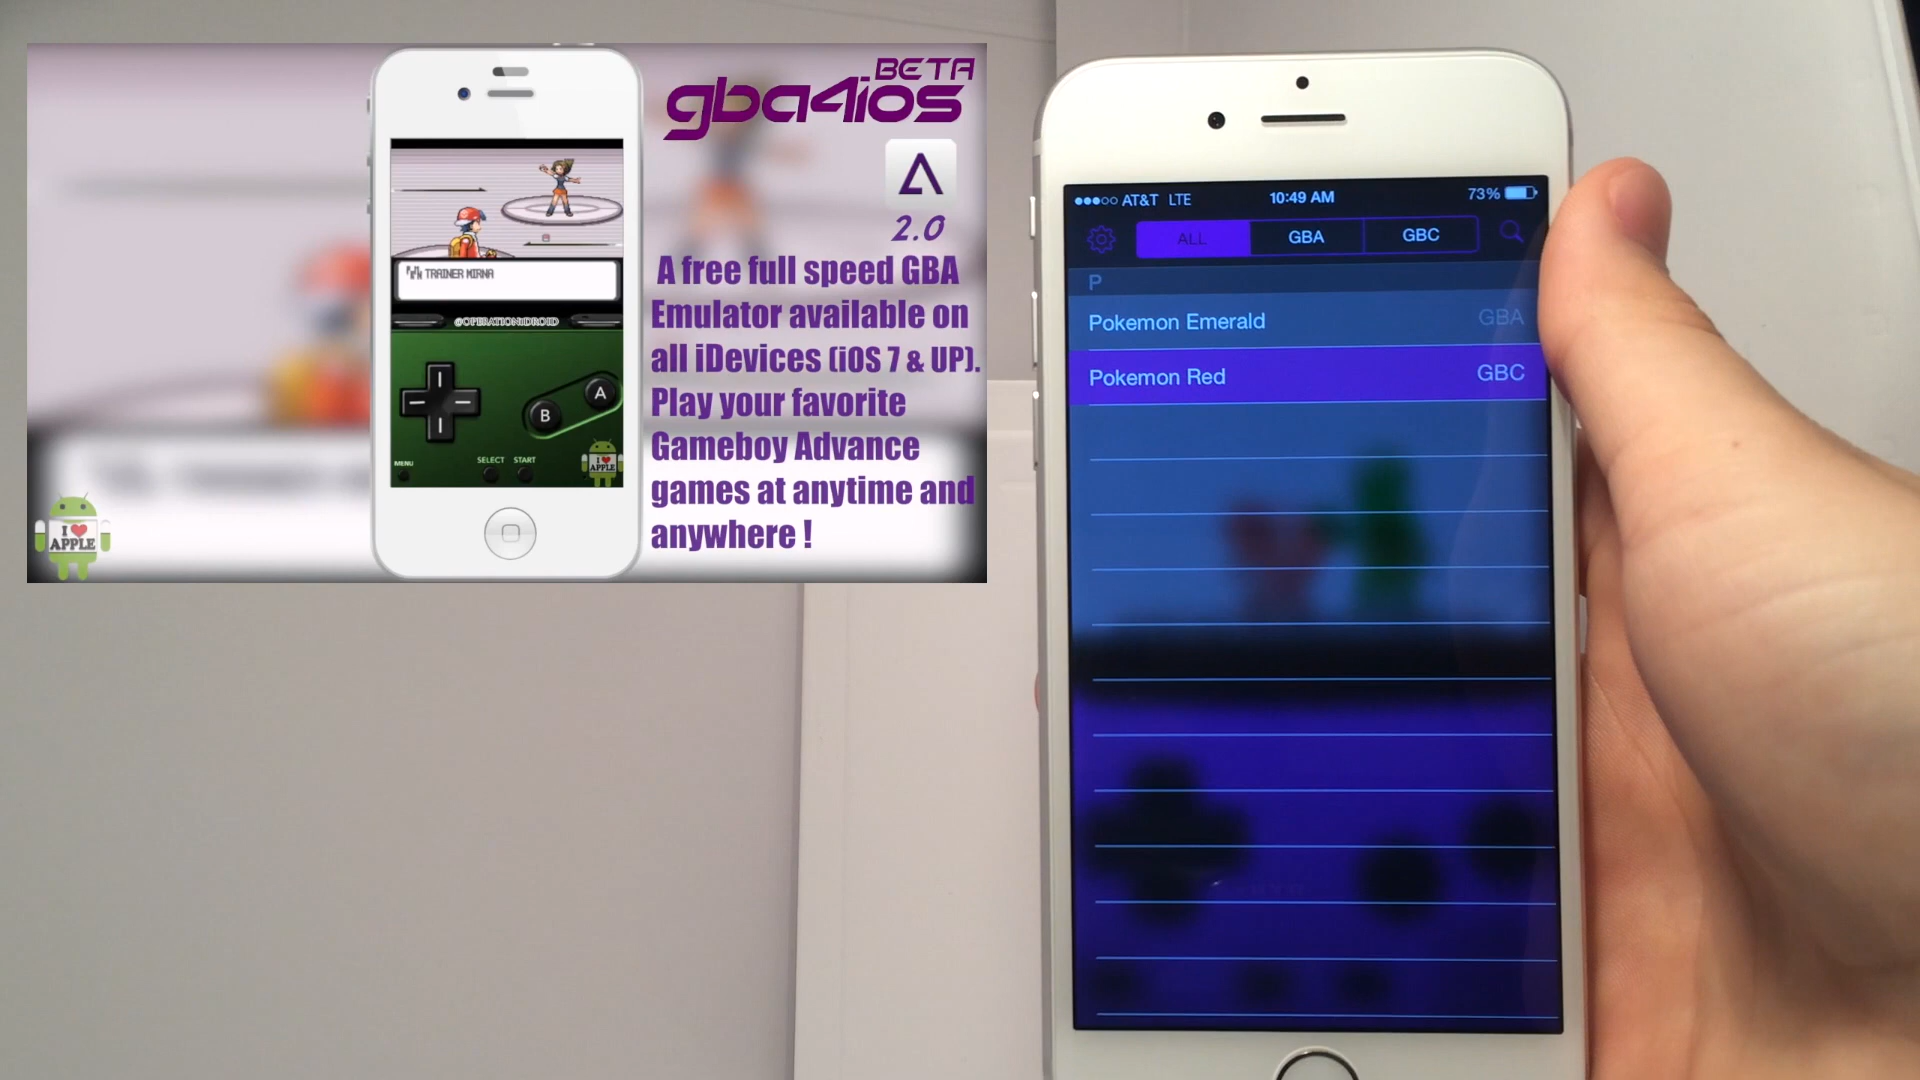 BETA
gba4ios
2.0
A free full speed GBA
Emulator available on
all iDevices (iOS 7 & UP).
Play your favorite
Gameboy Advance
games at anytime and
anywhere !
TRAINER MIRNA
@OPERATIONIDROID
A
B
SELECT START
MENU
I ❤
APPLE
I ❤
APPLE
AT&T LTE 10:49 AM 73%
ALL GBA GBC
P
Pokemon Emerald GBA
Pokemon Red GBC